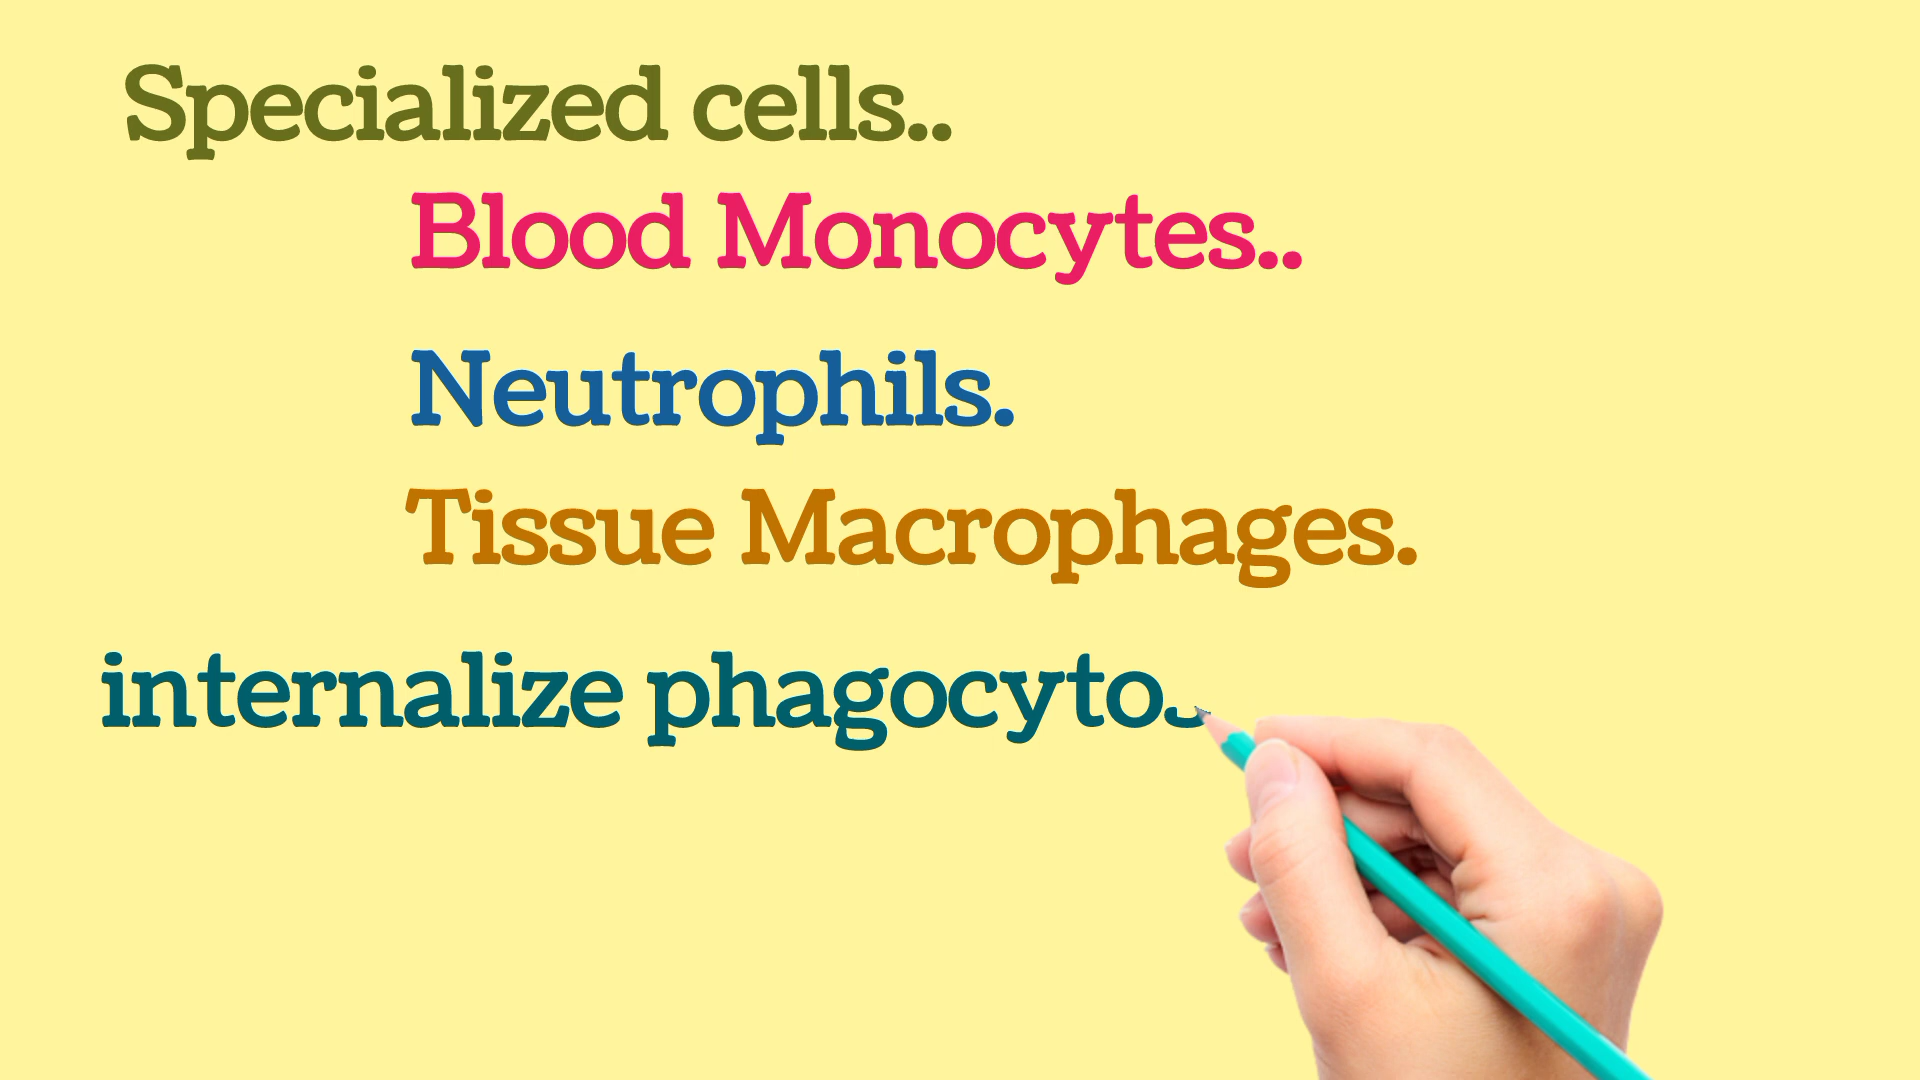 Specialized cells..
Blood Monocytes..
Neutrophils.
Tissue Macrophages.
internalize phagocyto